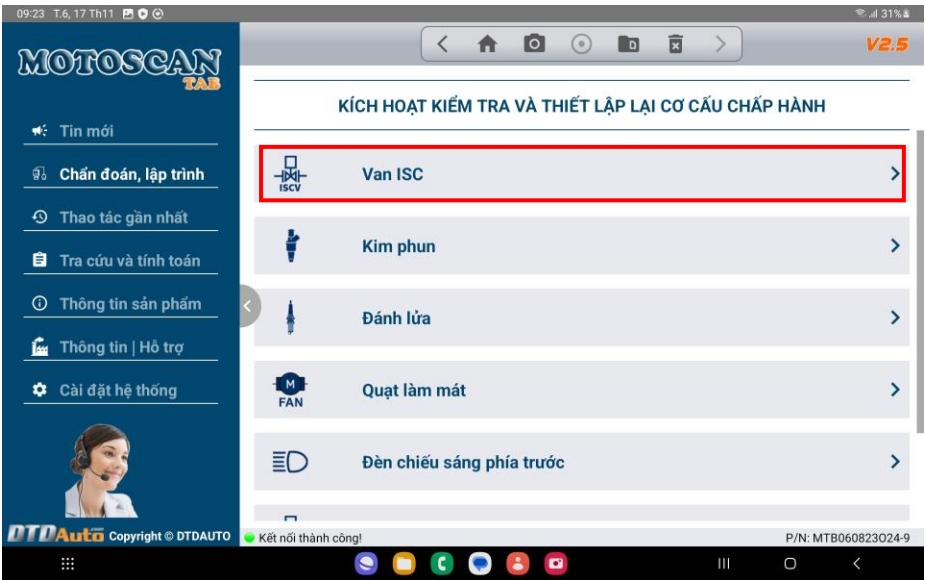 09:23 T.6, 17 Th11
31%
MOTOSCAN
TAB
V2.5
KÍCH HOẠT KIỂM TRA VÀ THIẾT LẬP LẠI CƠ CẤU CHẤP HÀNH
Tin mới
Chẩn đoán, lập trình
Thao tác gần nhất
Tra cứu và tính toán
Thông tin sản phẩm
Thông tin | Hỗ trợ
Cài đặt hệ thống
ISCV
Van ISC
Kim phun
Đánh lửa
M
FAN
Quạt làm mát
Đèn chiếu sáng phía trước
DTDAuto Copyright © DTDAUTO
Kết nối thành công!
P/N: MTB060823O24-9